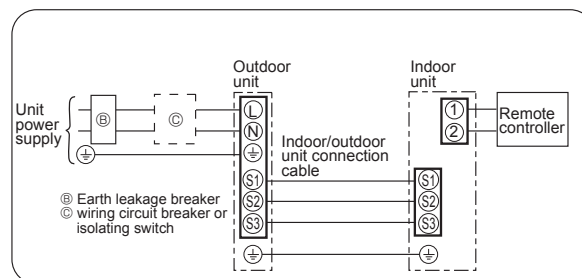 Outdoor
unit
Indoor
unit
Unit
power
supply
Ⓑ
Ⓒ
L
N
S1
S2
S3
Indoor/outdoor
unit connection
cable
1
2
S1
S2
S3
Remote
controller
Ⓑ Earth leakage breaker
Ⓒ wiring circuit breaker or
isolating switch